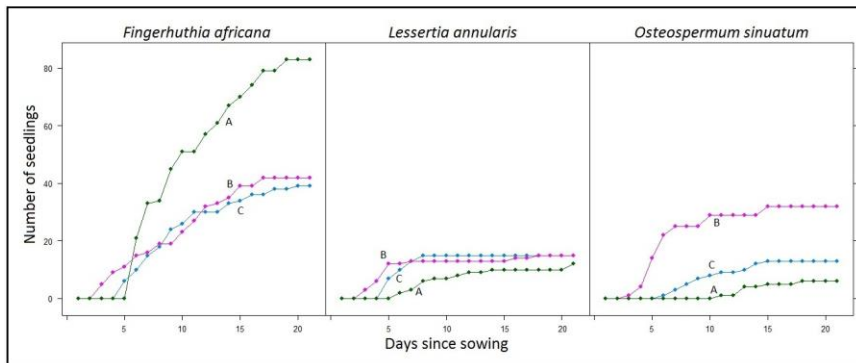 Fingerhuthia africana Lessertia annularis Osteospermum sinuatum
80
60
40
20
0
Number of seedlings
A
B
C
B
C
A
B
C
A
5 10 15 20 5 10 15 20 5 10 15 20
Days since sowing